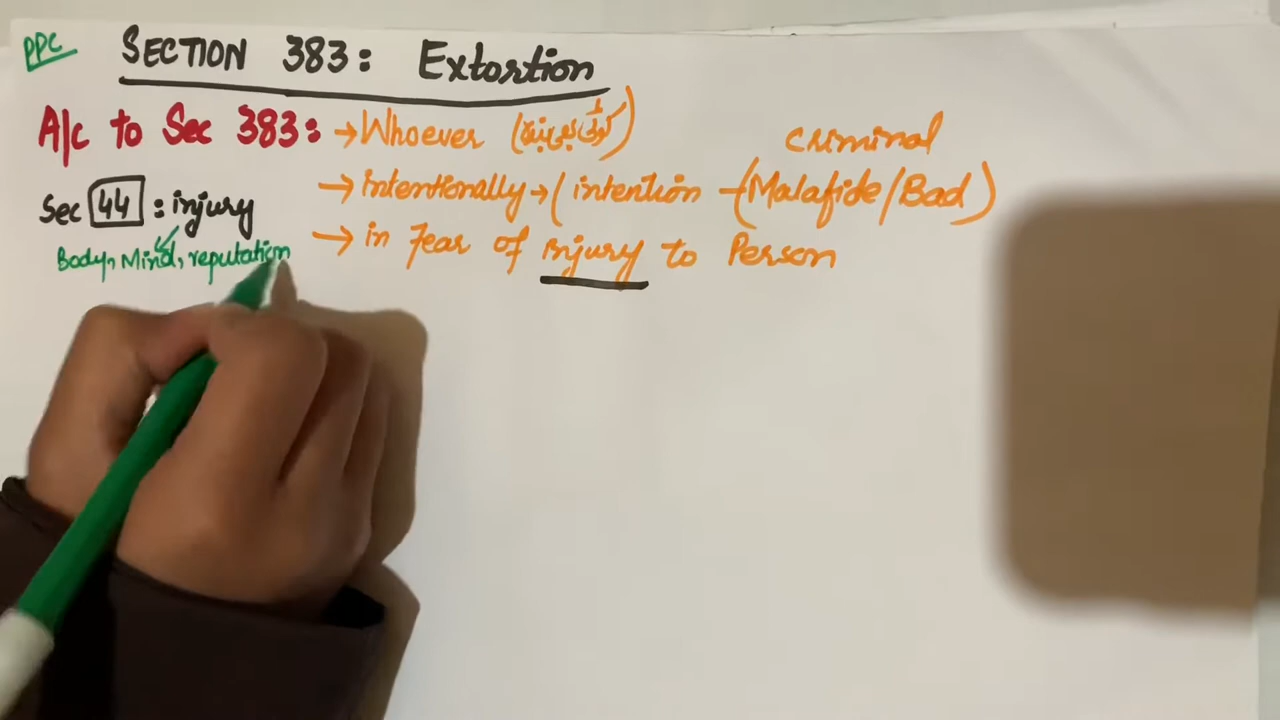 PPC
SECTION 383: Extortion
A/c to Sec 383: → Whoever (کوئی بھی بندہ)
criminal
→ intentionally → ( intention - (Malafide/Bad)
Sec 44 : injury
→ in Fear of injury to Person
Body, Mind, reputation